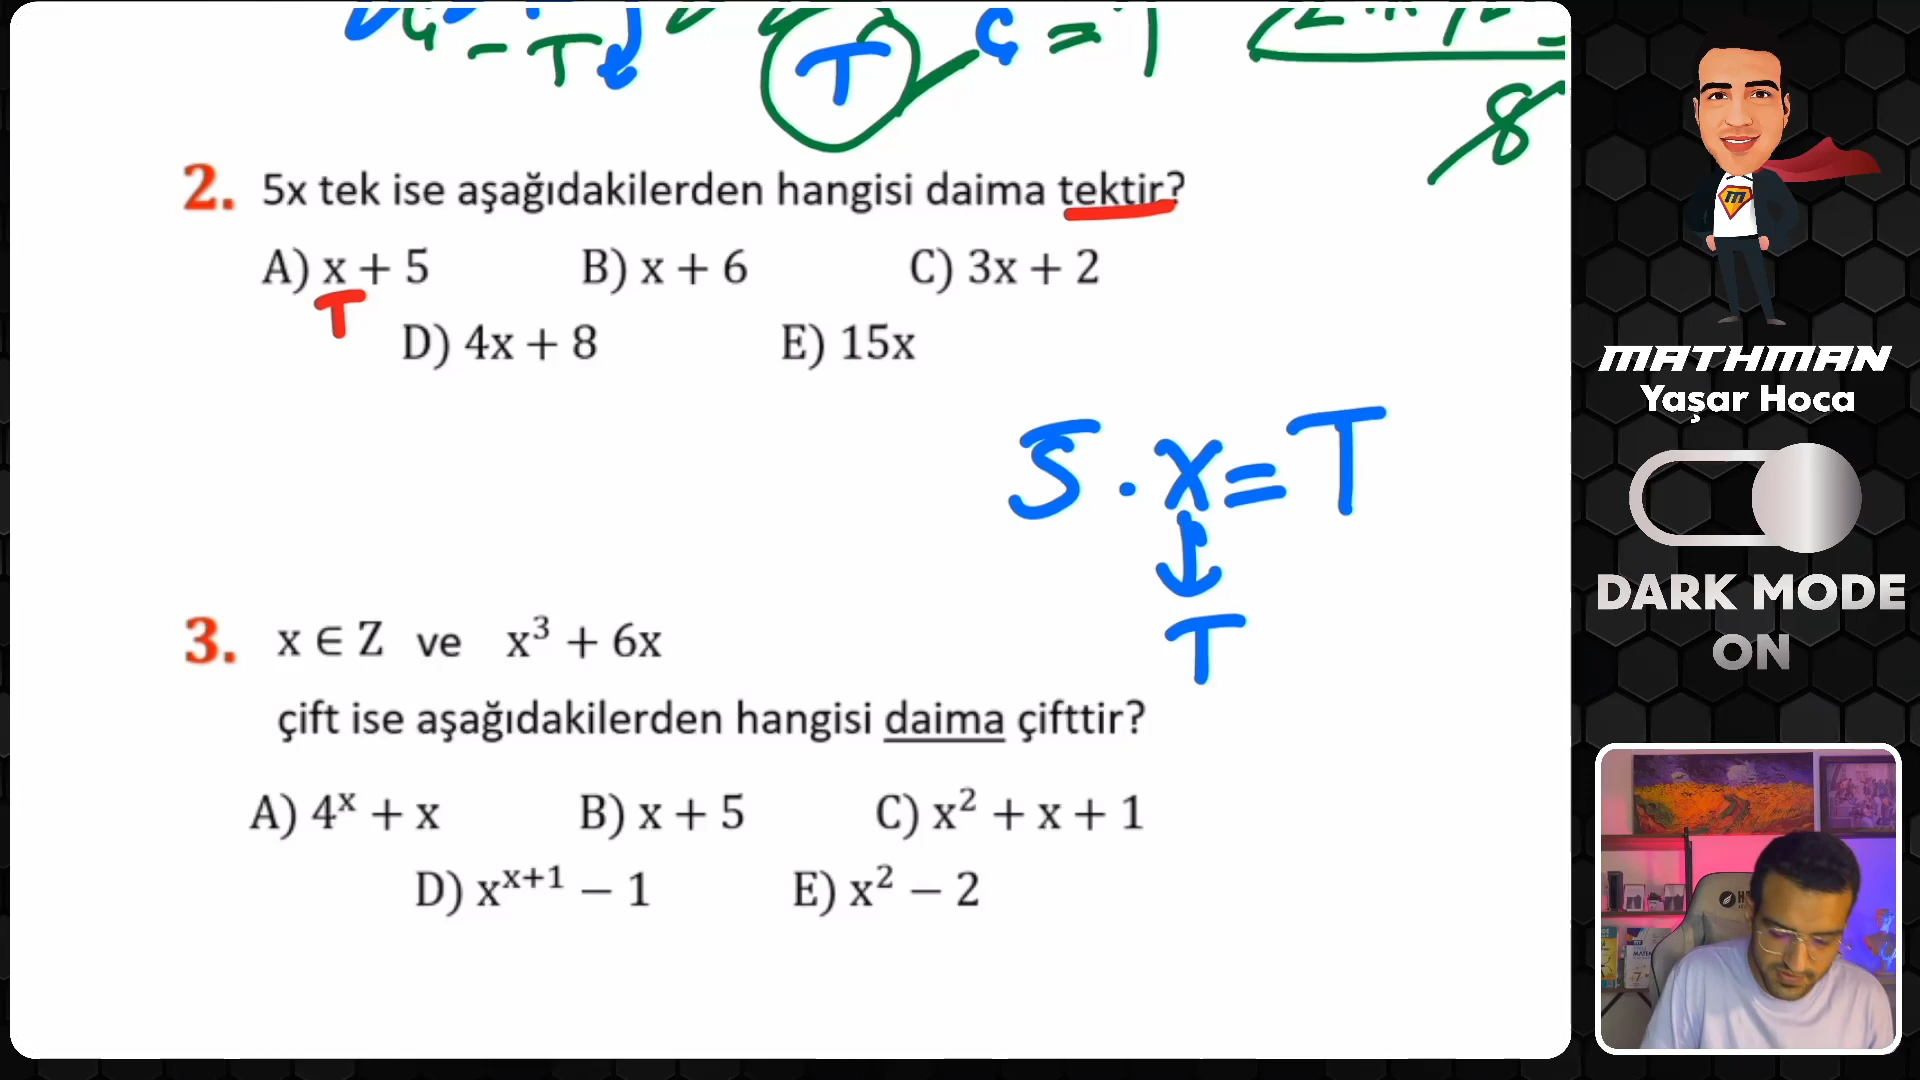 - T
T
ç = 1
8
2. 5x tek ise aşağıdakilerden hangisi daima tektir?
A) x + 5 B) x + 6 C) 3x + 2
T
D) 4x + 8 E) 15x
5 · x = T
T
3. x ∈ Z ve x³ + 6x
çift ise aşağıdakilerden hangisi daima çifttir?
A) 4ˣ + x B) x + 5 C) x² + x + 1
D) xˣ⁺¹ − 1 E) x² − 2
m
MATHMAN
Yaşar Hoca
DARK MODE
ON